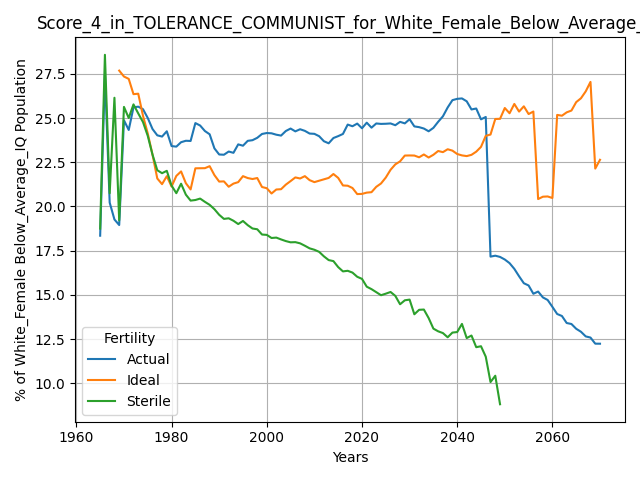 Score_4_in_TOLERANCE_COMMUNIST_for_White_Female_Below_Average_
% of White_Female Below_Average_IQ Population
27.5
25.0
22.5
20.0
17.5
15.0
12.5
10.0
Fertility
Actual
Ideal
Sterile
1960
1980
2000
2020
2040
2060
Years